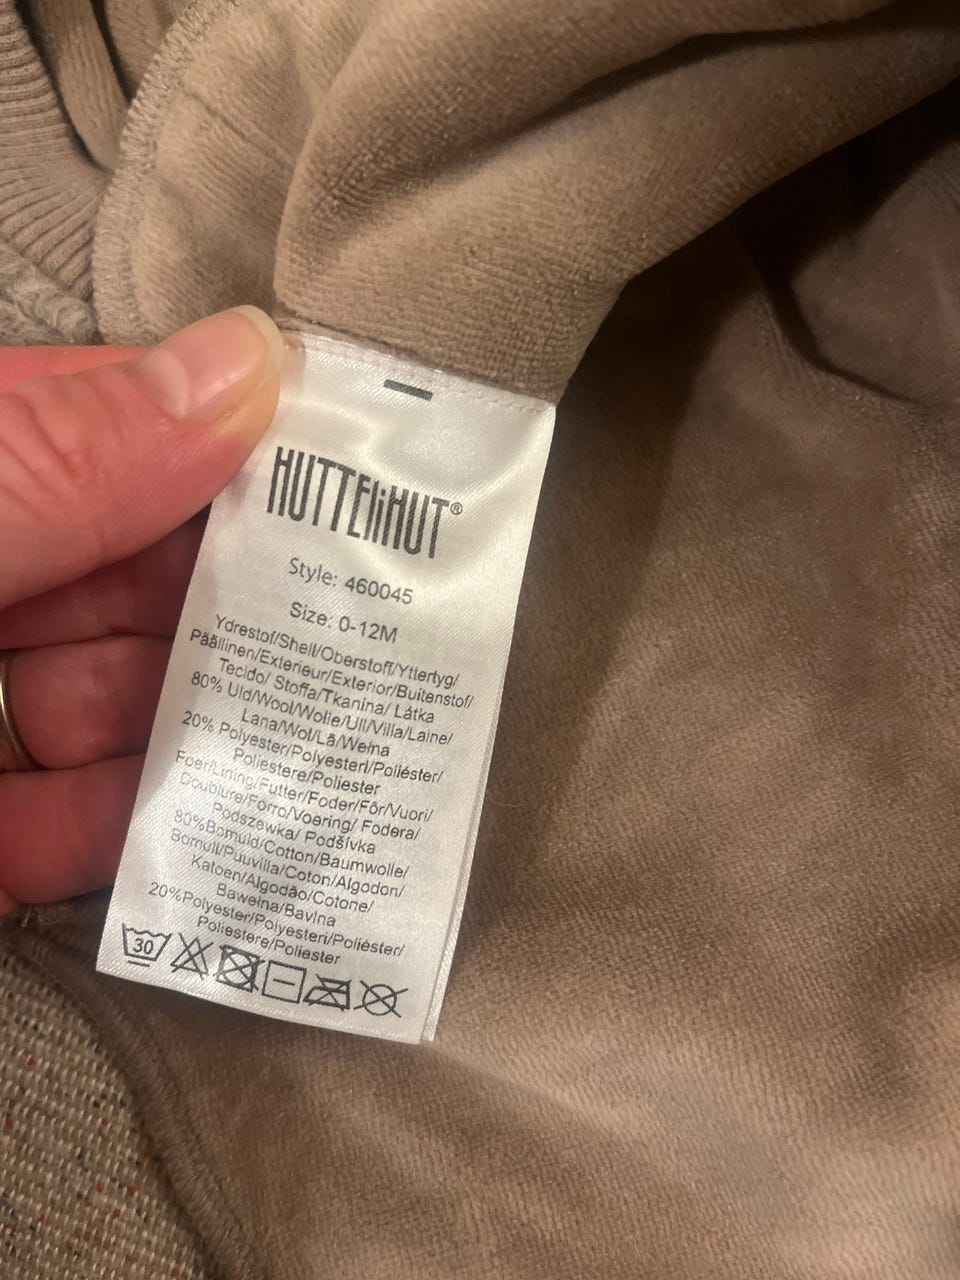 HUTTEliHUT®
Style: 460045
Size: 0-12M
Ydrestof/Shell/Oberstoff/Yttertyg/
Päällinen/Exterieur/Exterior/Buitenstof/
Tecido/ Stoffa/Tkanina/ Látka
80% Uld/Wool/Wolle/Ull/Villa/Laine/
Lana/Wol/Lã/Wełna
20% Polyester/Polyesteri/Poliéster/
Poliestere/Poliester
Foer/Lining/Futter/Foder/Fôr/Vuori/
Doublure/Forro/Voering/ Fodera/
Podszewka/ Podšívka
80%Bomuld/Cotton/Baumwolle/
Bomull/Puuvilla/Coton/Algodon/
Katoen/Algodão/Cotone/
Bawełna/Bavlna
20%Polyester/Polyesteri/Poliéster/
Poliestere/Poliester
30